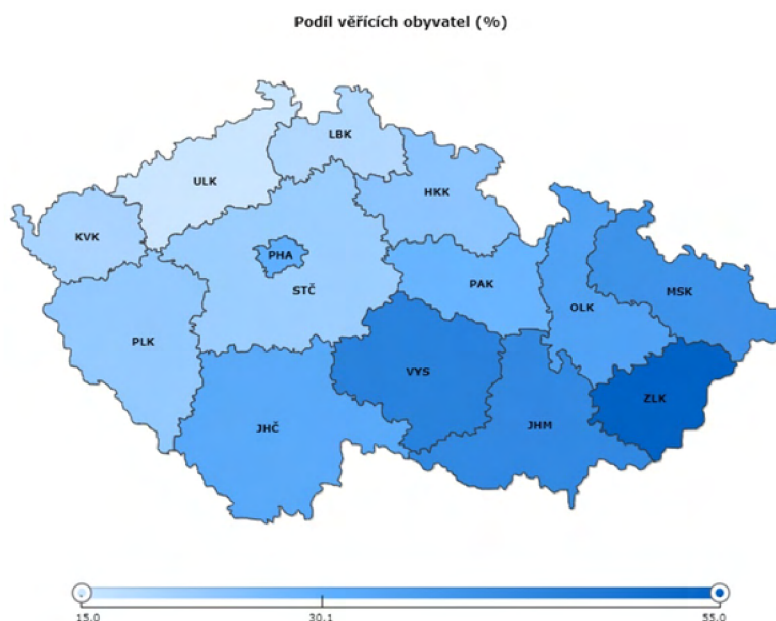 Podíl věřících obyvatel (%)
LBK
ULK
HKK
KVK
PHA
STČ
PAK
MSK
OLK
PLK
VYS
ZLK
JHČ
JHM
15.0 30.1 55.0